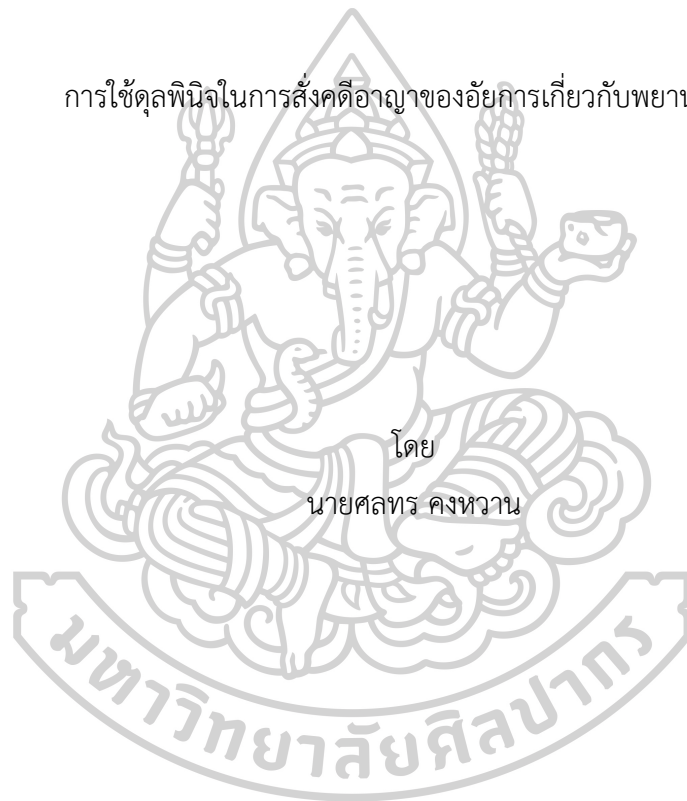 การใช้ดุลพินิจในการสั่งคดีอาญาของอัยการเกี่ยวกับพยาน
โดย
นายศลทร คงหวาน
มหาวิทยาลัยศิลปากร